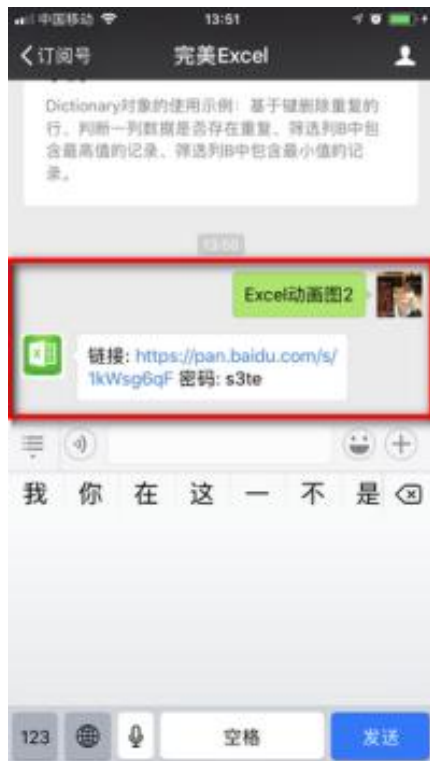 中国移动 13:51
订阅号 完美Excel
Dictionary对象的使用示例：基于键删除重复的
行、判断一列数据是否存在重复、筛选列B中包
含最高值的记录、筛选列B中包含最小值的记
录。
13:50
Excel动画图2
链接: https://pan.baidu.com/s/
1kWsg6qF 密码: s3te
我 你 在 这 一 不 是
123 空格 发送